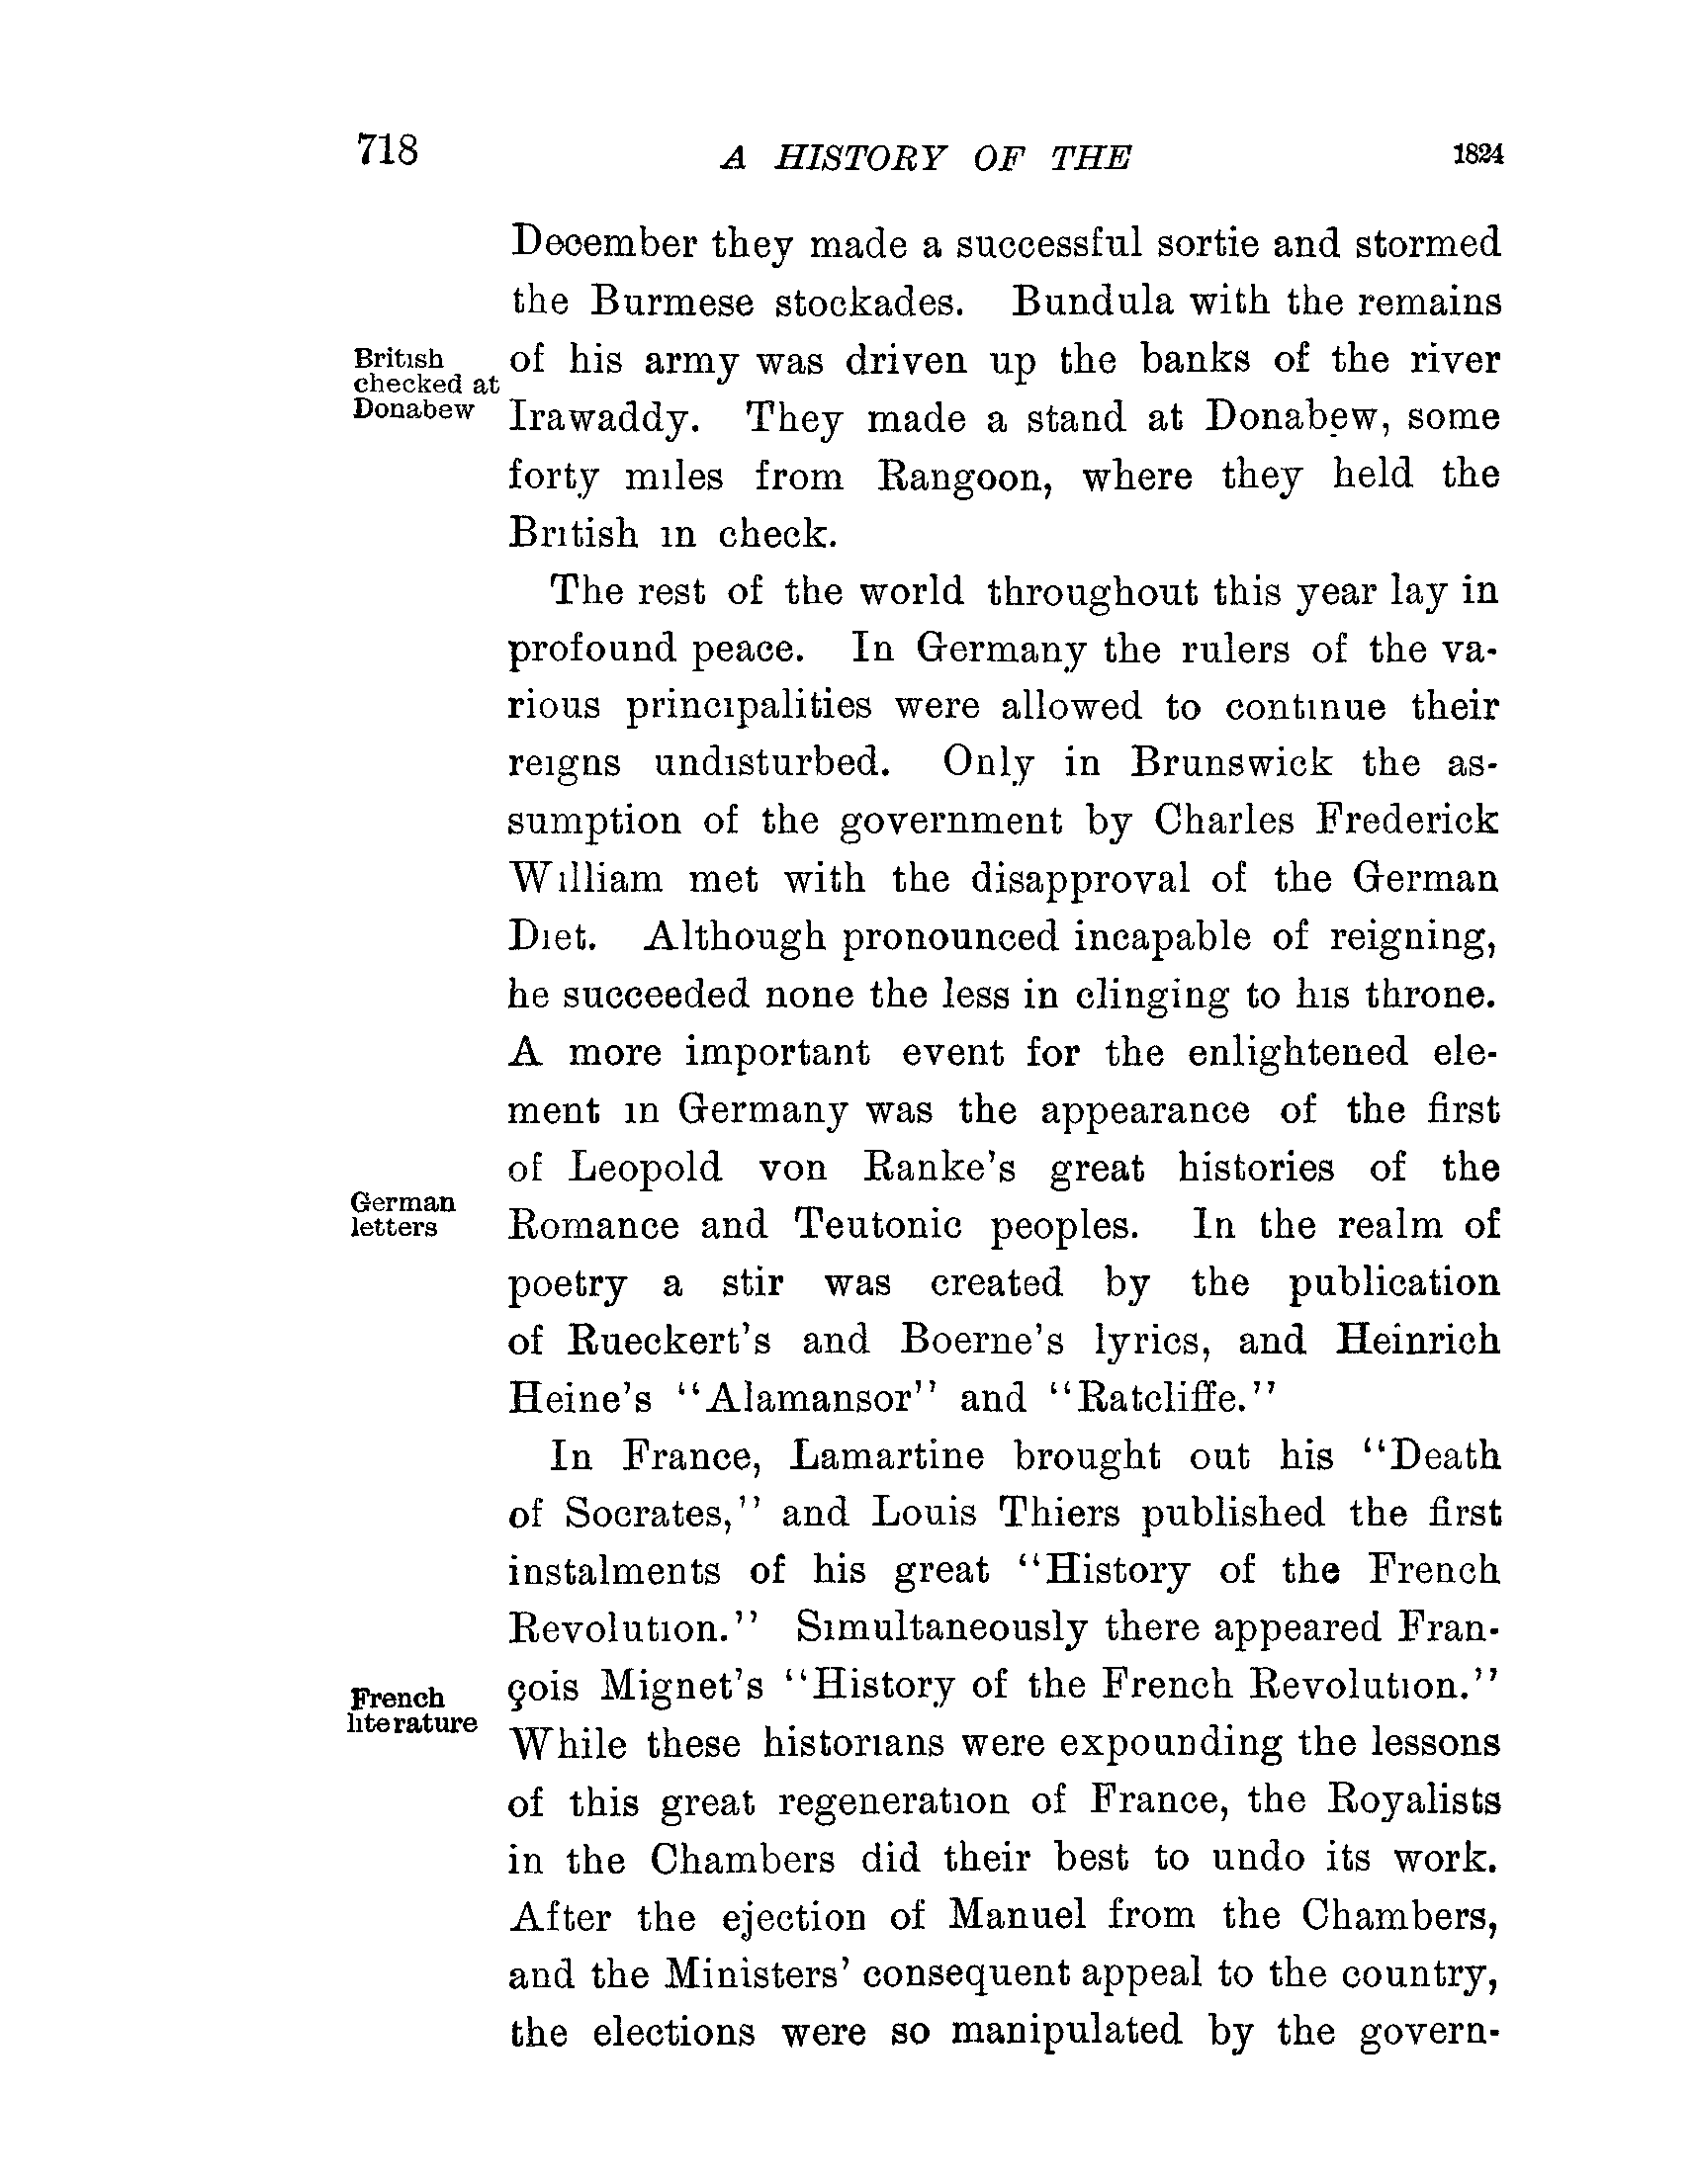 718 A HISTORY OF THE 1824
December they made a successful sortie and stormed
the Burmese stockades. Bundula with the remains
British
checked at
Donabew
of his army was driven up the banks of the river
Irawaddy. They made a stand at Donabew, some
forty miles from Rangoon, where they held the
British in check.
The rest of the world throughout this year lay in
profound peace. In Germany the rulers of the va-
rious principalities were allowed to continue their
reigns undisturbed. Only in Brunswick the as-
sumption of the government by Charles Frederick
William met with the disapproval of the German
Diet. Although pronounced incapable of reigning,
he succeeded none the less in clinging to his throne.
A more important event for the enlightened ele-
ment in Germany was the appearance of the first
of Leopold von Ranke's great histories of the
German
letters
Romance and Teutonic peoples. In the realm of
poetry a stir was created by the publication
of Rueckert's and Boerne's lyrics, and Heinrich
Heine's "Alamansor" and "Ratcliffe."
In France, Lamartine brought out his "Death
of Socrates," and Louis Thiers published the first
instalments of his great "History of the French
Revolution." Simultaneously there appeared Fran-
çois Mignet's "History of the French Revolution."
French
literature
While these historians were expounding the lessons
of this great regeneration of France, the Royalists
in the Chambers did their best to undo its work.
After the ejection of Manuel from the Chambers,
and the Ministers' consequent appeal to the country,
the elections were so manipulated by the govern-